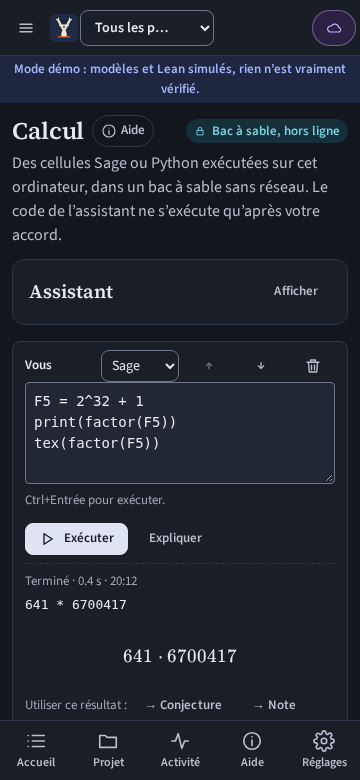 Tous les p…
Mode démo : modèles et Lean simulés, rien n’est vraiment
vérifié.
Calcul
Aide
Bac à sable, hors ligne
Des cellules Sage ou Python exécutées sur cet
ordinateur, dans un bac à sable sans réseau. Le
code de l’assistant ne s’exécute qu’après votre
accord.
Assistant
Afficher
Vous
Sage
↑
↓
F5 = 2^32 + 1
print(factor(F5))
tex(factor(F5))
Ctrl+Entrée pour exécuter.
Exécuter
Expliquer
Terminé · 0.4 s · 20:12
641 * 6700417
641 · 6700417
Utiliser ce résultat :
→ Conjecture
→ Note
Accueil
Projet
Activité
Aide
Réglages